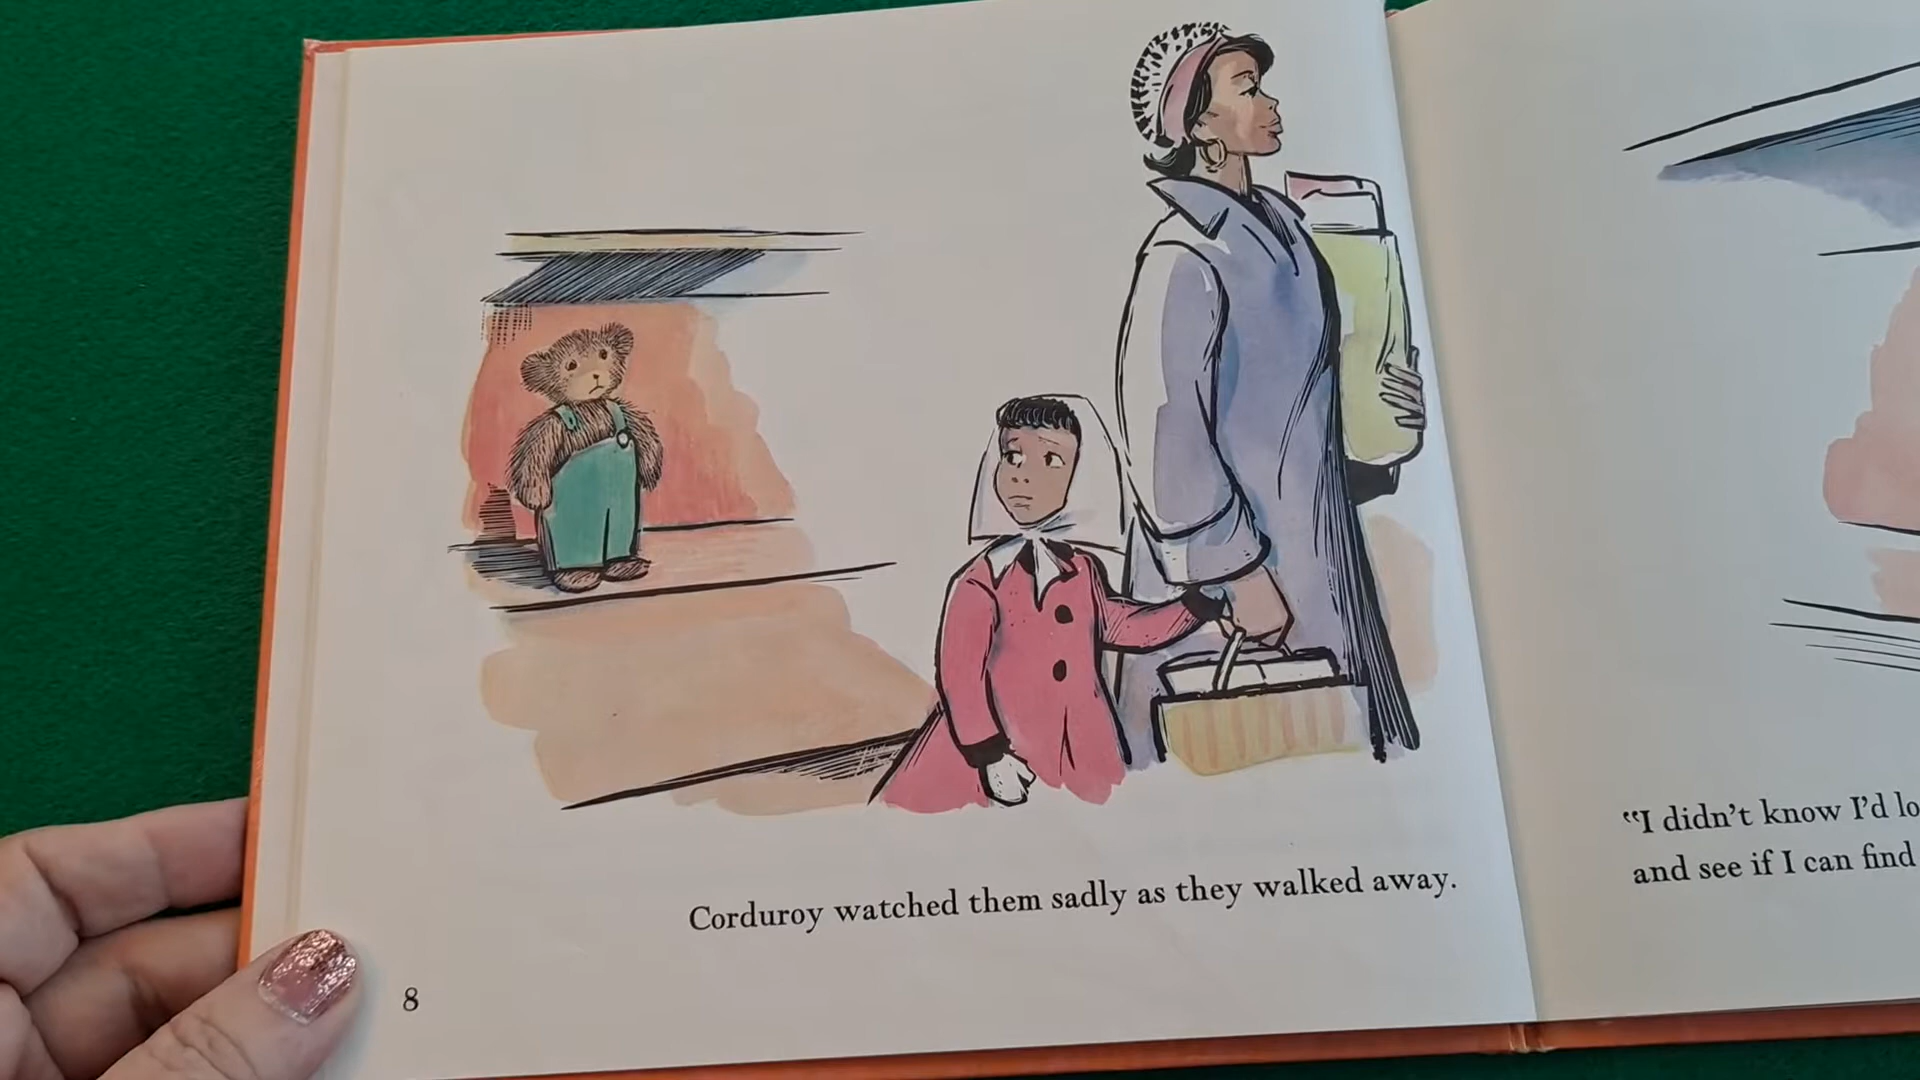 Corduroy watched them sadly as they walked away.
8
“I didn’t know I’d
and see if I can find